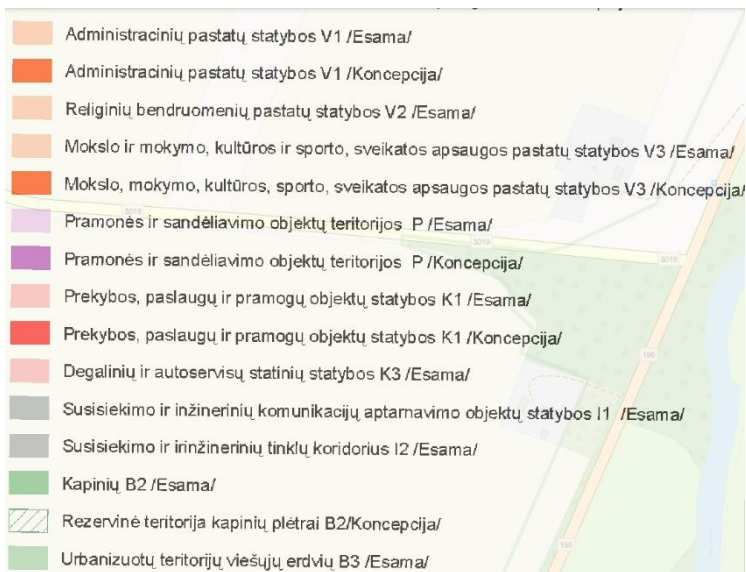 Administracinių pastatų statybos V1 /Esama/
Administracinių pastatų statybos V1 /Koncepcija/
Religinių bendruomenių pastatų statybos V2 /Esama/
Mokslo ir mokymo, kultūros ir sporto, sveikatos apsaugos pastatų statybos V3 /Esama/
Mokslo, mokymo, kultūros, sporto, sveikatos apsaugos pastatų statybos V3 /Koncepcija/
3019
Pramonės ir sandėliavimo objektų teritorijos P /Esama/
3019
3019
Pramonės ir sandėliavimo objektų teritorijos P /Koncepcija/
Prekybos, paslaugų ir pramogų objektų statybos K1 /Esama/
Prekybos, paslaugų ir pramogų objektų statybos K1 /Koncepcija/
195
Degalinių ir autoservisų statinių statybos K3 /Esama/
Susisiekimo ir inžinerinių komunikacijų aptarnavimo objektų statybos I1 /Esama/
Susisiekimo ir irinžinerinių tinklų koridorius I2 /Esama/
Kapinių B2 /Esama/
Rezervinė teritorija kapinių plėtrai B2/Koncepcija/
195
Urbanizuotų teritorijų viešųjų erdvių B3 /Esama/